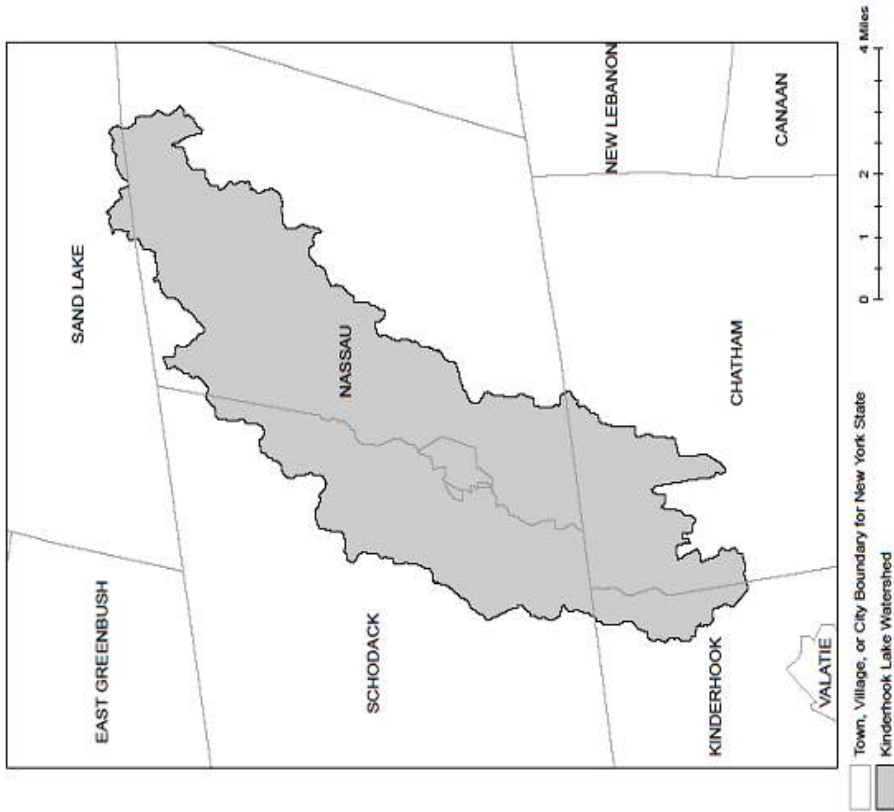 SAND LAKE
EAST GREENBUSH
NASSAU
SCHODACK
NEW LEBANON
CANAAN
CHATHAM
KINDERHOOK
VALATIE
0 1 2 4 Miles
Town, Village, or City Boundary for New York State
Kinderhook Lake Watershed